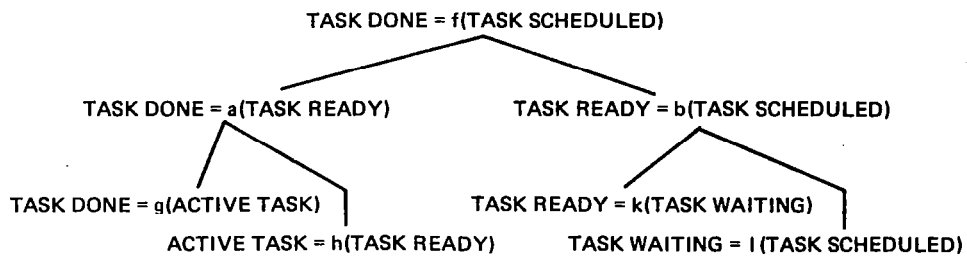 TASK DONE = f(TASK SCHEDULED)
TASK DONE = a(TASK READY)
TASK READY = b(TASK SCHEDULED)
TASK DONE = g(ACTIVE TASK)
TASK READY = k(TASK WAITING)
ACTIVE TASK = h(TASK READY)
TASK WAITING = l(TASK SCHEDULED)